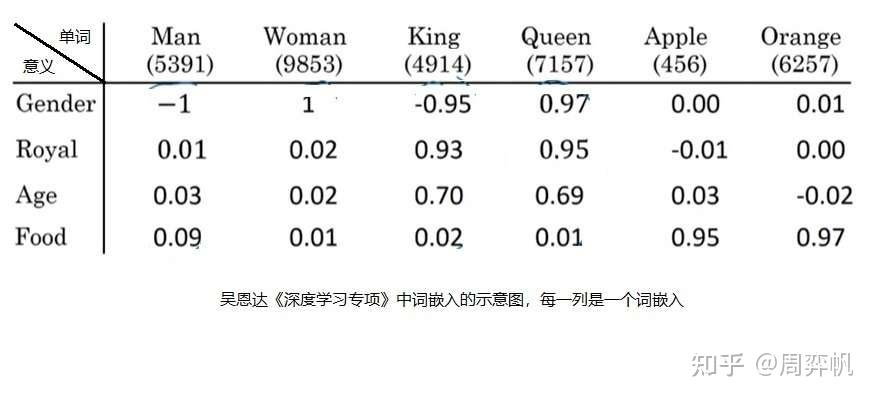 单词 Man Woman King Queen Apple Orange
意义 (5391) (9853) (4914) (7157) (456) (6257)
Gender −1 1 -0.95 0.97 0.00 0.01
Royal 0.01 0.02 0.93 0.95 -0.01 0.00
Age 0.03 0.02 0.70 0.69 0.03 -0.02
Food 0.09 0.01 0.02 0.01 0.95 0.97
吴恩达《深度学习专项》中词嵌入的示意图，每一列是一个词嵌入
知乎 @周弈帆